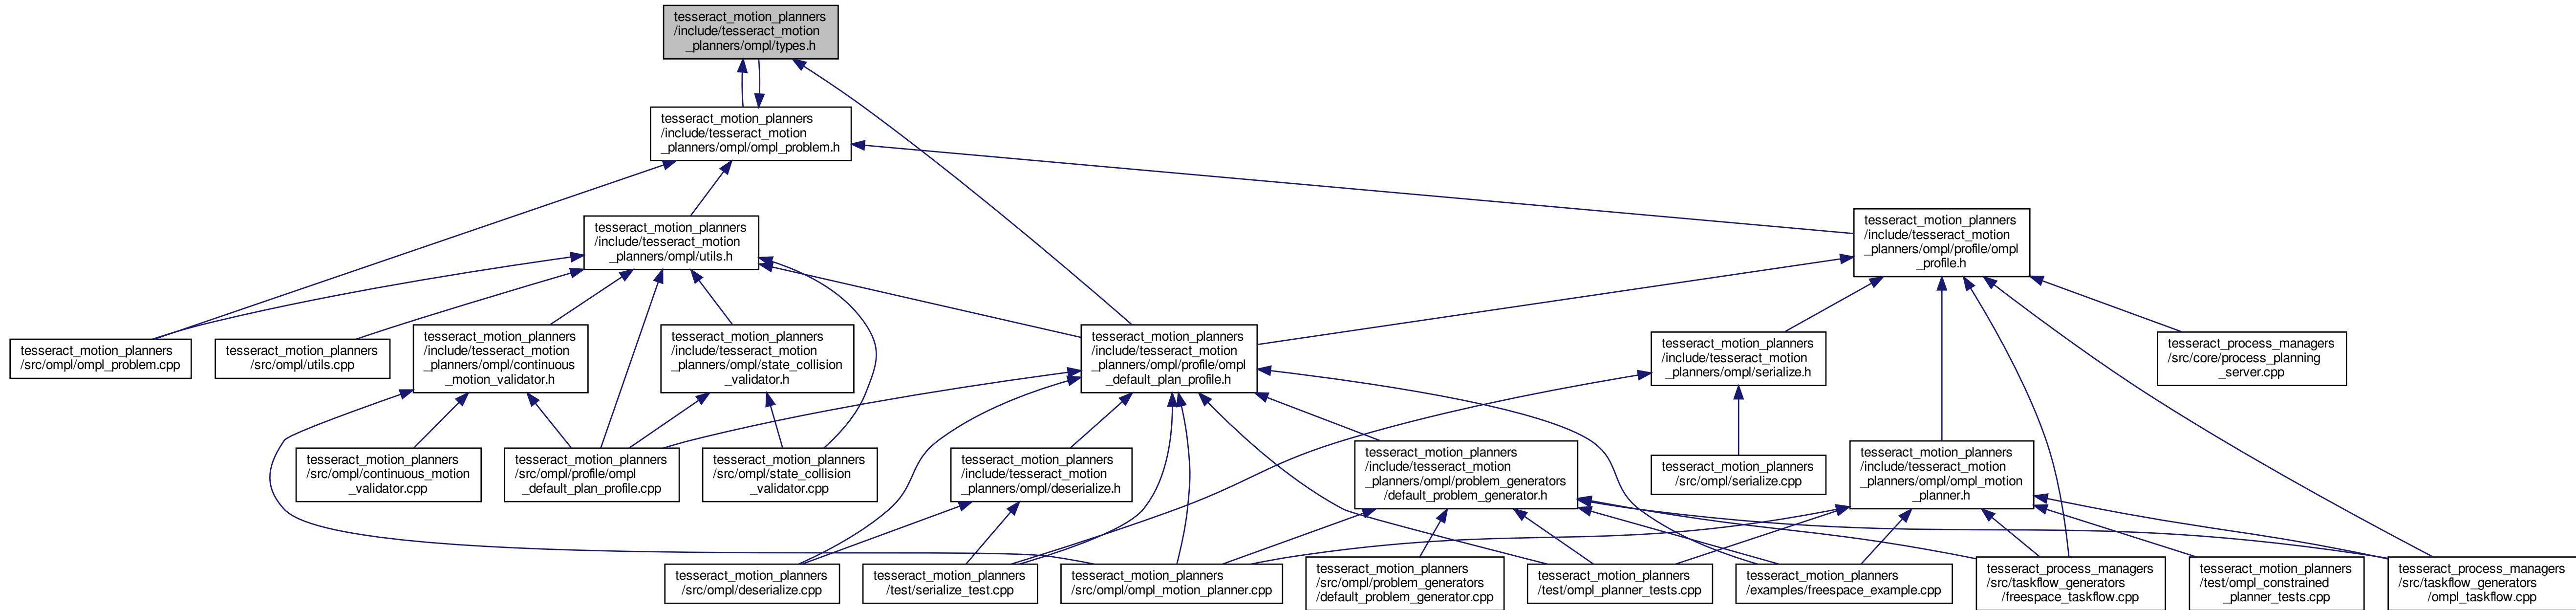 tesseract_motion_planners
/include/tesseract_motion
_planners/ompl/types.h
tesseract_motion_planners
/include/tesseract_motion
_planners/ompl/ompl_problem.h
tesseract_motion_planners
/include/tesseract_motion
_planners/ompl/utils.h
tesseract_motion_planners
/include/tesseract_motion
_planners/ompl/profile/ompl
_profile.h
tesseract_motion_planners
/src/ompl/ompl_problem.cpp
tesseract_motion_planners
/src/ompl/utils.cpp
tesseract_motion_planners
/include/tesseract_motion
_planners/ompl/continuous
_motion_validator.h
tesseract_motion_planners
/include/tesseract_motion
_planners/ompl/state_collision
_validator.h
tesseract_motion_planners
/include/tesseract_motion
_planners/ompl/profile/ompl
_default_plan_profile.h
tesseract_motion_planners
/include/tesseract_motion
_planners/ompl/serialize.h
tesseract_process_managers
/src/core/process_planning
_server.cpp
tesseract_motion_planners
/src/ompl/continuous_motion
_validator.cpp
tesseract_motion_planners
/src/ompl/profile/ompl
_default_plan_profile.cpp
tesseract_motion_planners
/src/ompl/state_collision
_validator.cpp
tesseract_motion_planners
/include/tesseract_motion
_planners/ompl/deserialize.h
tesseract_motion_planners
/include/tesseract_motion
_planners/ompl/problem_generators
/default_problem_generator.h
tesseract_motion_planners
/src/ompl/serialize.cpp
tesseract_motion_planners
/include/tesseract_motion
_planners/ompl/ompl_motion
_planner.h
tesseract_motion_planners
/src/ompl/deserialize.cpp
tesseract_motion_planners
/test/serialize_test.cpp
tesseract_motion_planners
/src/ompl/ompl_motion_planner.cpp
tesseract_motion_planners
/src/ompl/problem_generators
/default_problem_generator.cpp
tesseract_motion_planners
/test/ompl_planner_tests.cpp
tesseract_motion_planners
/examples/freespace_example.cpp
tesseract_process_managers
/src/taskflow_generators
/freespace_taskflow.cpp
tesseract_motion_planners
/test/ompl_constrained
_planner_tests.cpp
tesseract_process_managers
/src/taskflow_generators
/ompl_taskflow.cpp